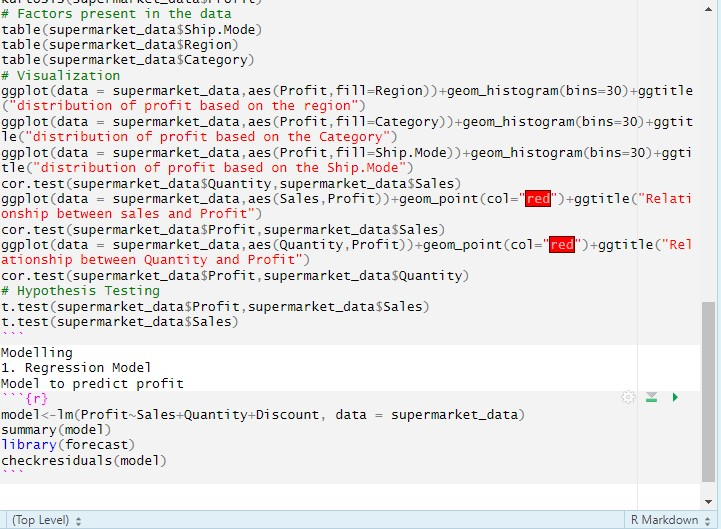 kurtosis(supermarket_data$Profit)
# Factors present in the data
table(supermarket_data$Ship.Mode)
table(supermarket_data$Region)
table(supermarket_data$Category)
# Visualization
ggplot(data = supermarket_data,aes(Profit,fill=Region))+geom_histogram(bins=30)+ggtitle
("distribution of profit based on the region")
ggplot(data = supermarket_data,aes(Profit,fill=Category))+geom_histogram(bins=30)+ggtit
le("distribution of profit based on the Category")
ggplot(data = supermarket_data,aes(Profit,fill=Ship.Mode))+geom_histogram(bins=30)+ggti
tle("distribution of profit based on the Ship.Mode")
cor.test(supermarket_data$Quantity,supermarket_data$Sales)
ggplot(data = supermarket_data,aes(Sales,Profit))+geom_point(col="red")+ggtitle("Relati
onship between sales and Profit")
cor.test(supermarket_data$Profit,supermarket_data$Sales)
ggplot(data = supermarket_data,aes(Quantity,Profit))+geom_point(col="red")+ggtitle("Rel
ationship between Quantity and Profit")
cor.test(supermarket_data$Profit,supermarket_data$Quantity)
# Hypothesis Testing
t.test(supermarket_data$Profit,supermarket_data$Sales)
t.test(supermarket_data$Sales)
```
Modelling
1. Regression Model
Model to predict profit
```{r}
model<-lm(Profit~Sales+Quantity+Discount, data = supermarket_data)
summary(model)
library(forecast)
checkresiduals(model)
```
(Top Level)
R Markdown